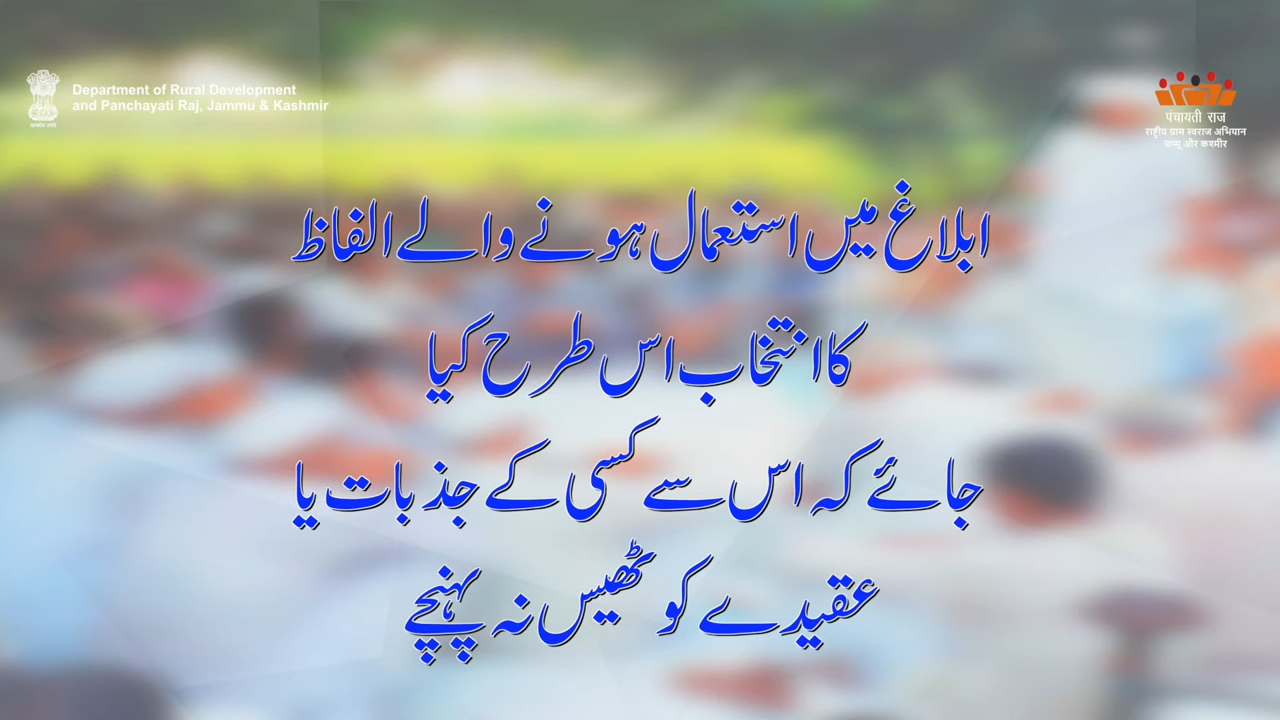 Department of Rural Development
and Panchayati Raj, Jammu & Kashmir
पंचायती राज
राष्ट्रीय ग्राम स्वराज अभियान
जम्मू और कश्मीर
ابلاغ میں استعمال ہونے والے الفاظ
کا انتخاب اس طرح کیا
جائے کہ اس سے کسی کے جذبات یا
عقیدے کو ٹھیس نہ پہنچے